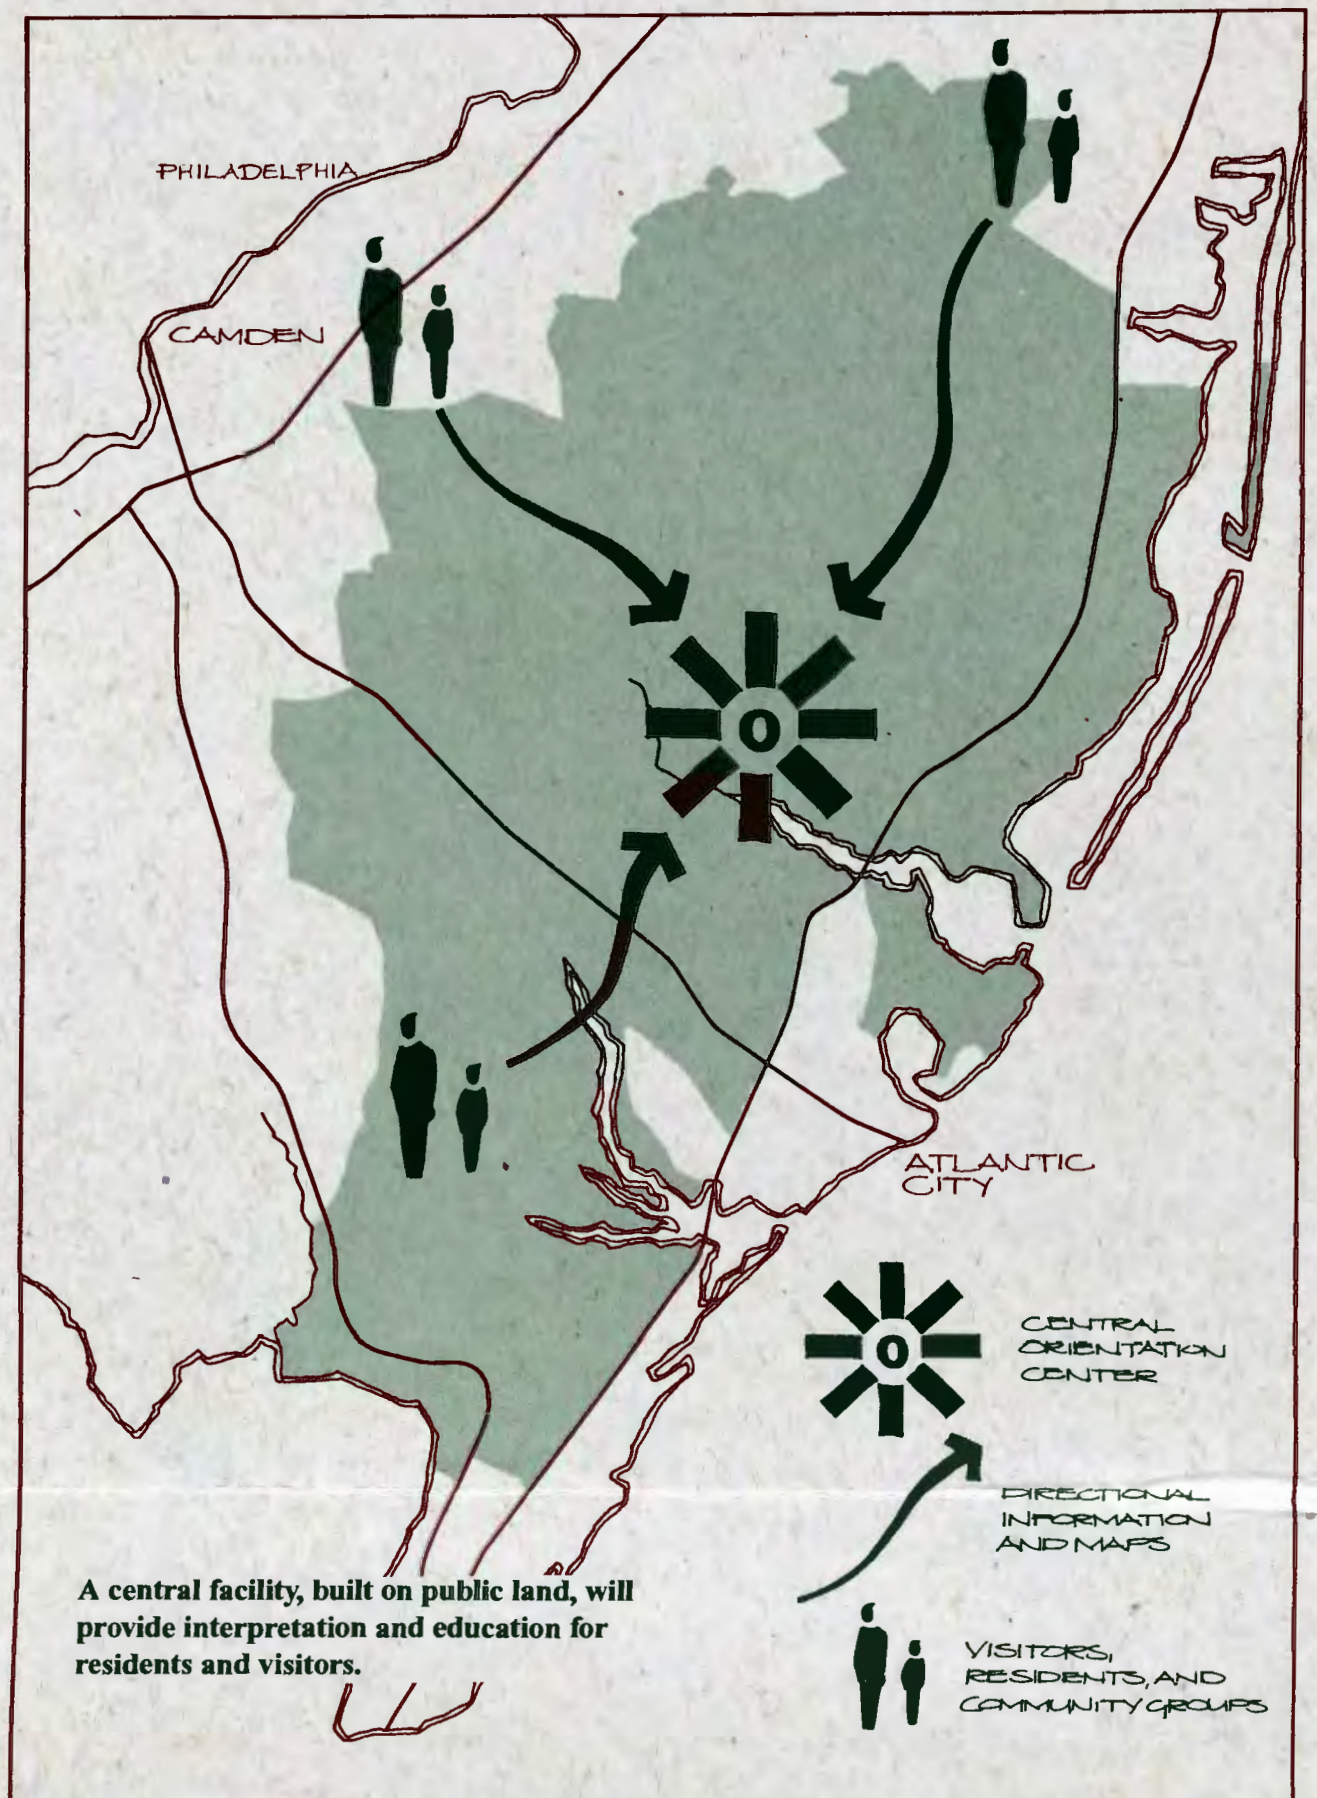 PHILADELPHIA
CAMDEN
O
ATLANTIC
CITY
O
CENTRAL
ORIENTATION
CENTER
DIRECTIONAL
INFORMATION
AND MAPS
A central facility, built on public land, will
provide interpretation and education for
residents and visitors.
VISITORS,
RESIDENTS, AND
COMMUNITY GROUPS